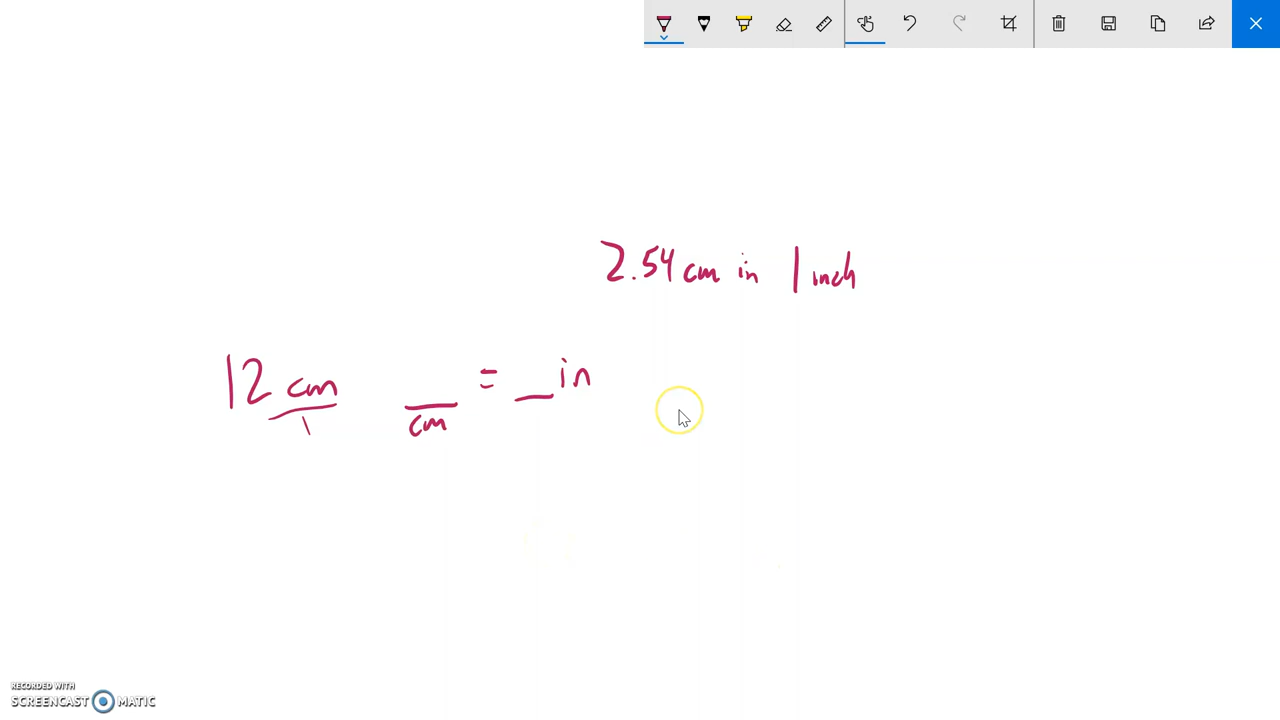 2.54 cm in 1 inch
12 cm = _ in
1 cm
RECORDED WITH
SCREENCAST MATIC